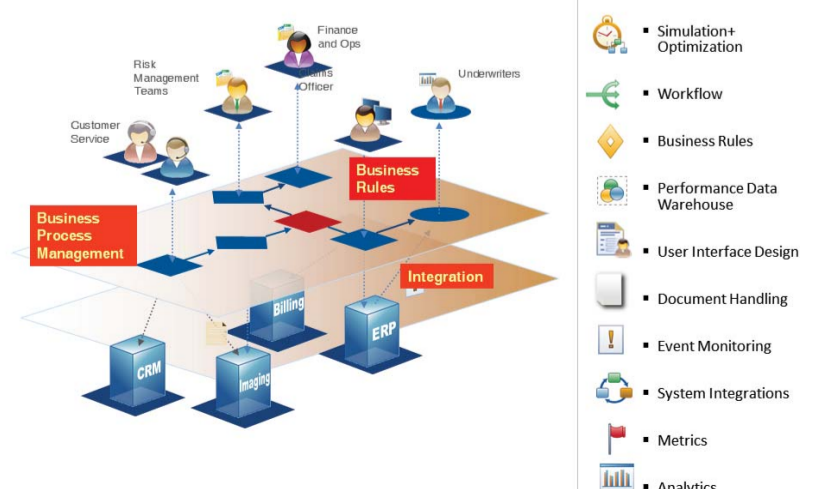 Finance
and Ops
Claims
Officer
Underwriters
Risk
Management
Teams
Customer
Service
Business
Rules
Business
Process
Management
Integration
Billing
ERP
CRM
Imaging
Simulation+
Optimization
Workflow
Business Rules
Performance Data
Warehouse
User Interface Design
Document Handling
Event Monitoring
System Integrations
Metrics
Analytics